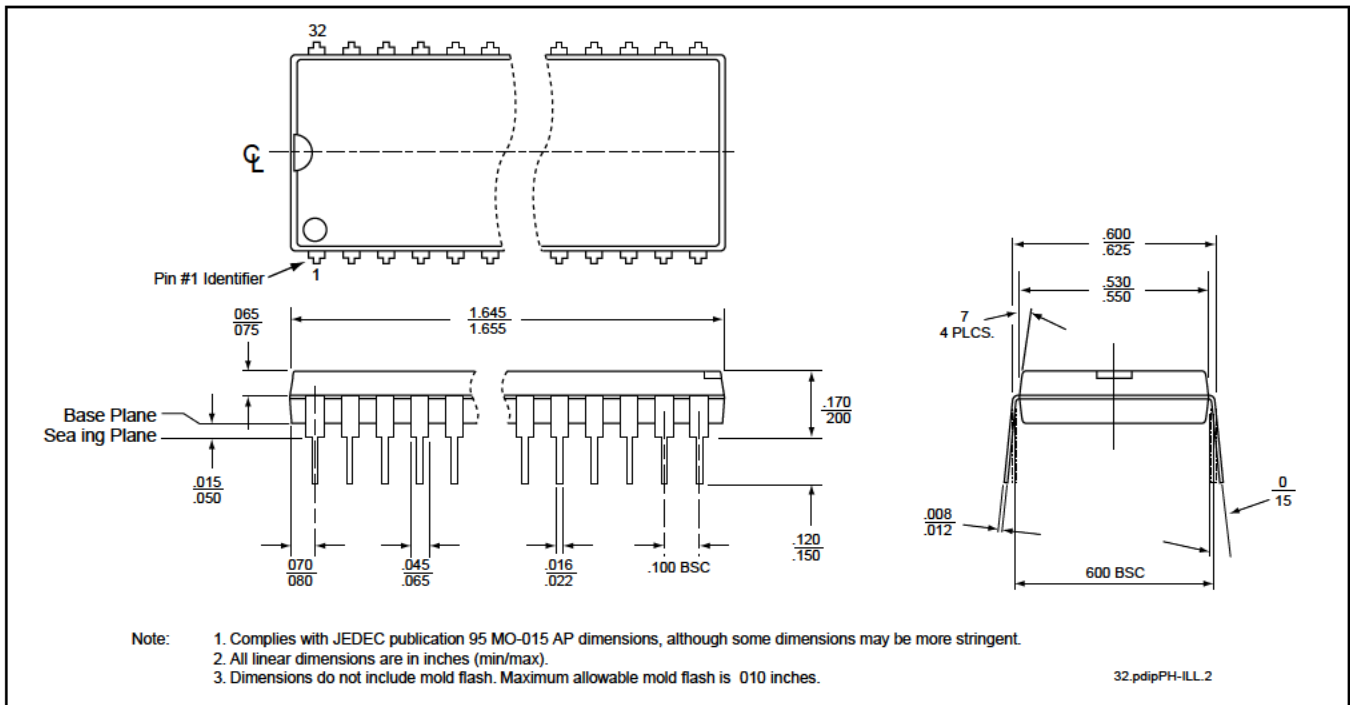 32
℄
Pin #1 Identifier
1
.600
.625
.530
.550
7
4 PLCS.
065
075
1.645
1.655
Base Plane
Sea ing Plane
.170
200
.015
.050
.120
.150
070
080
.045
.065
.016
.022
.100 BSC
.008
.012
0
15
600 BSC
Note: 1. Complies with JEDEC publication 95 MO-015 AP dimensions, although some dimensions may be more stringent.
2. All linear dimensions are in inches (min/max).
3. Dimensions do not include mold flash. Maximum allowable mold flash is 010 inches.
32.pdipPH-ILL.2